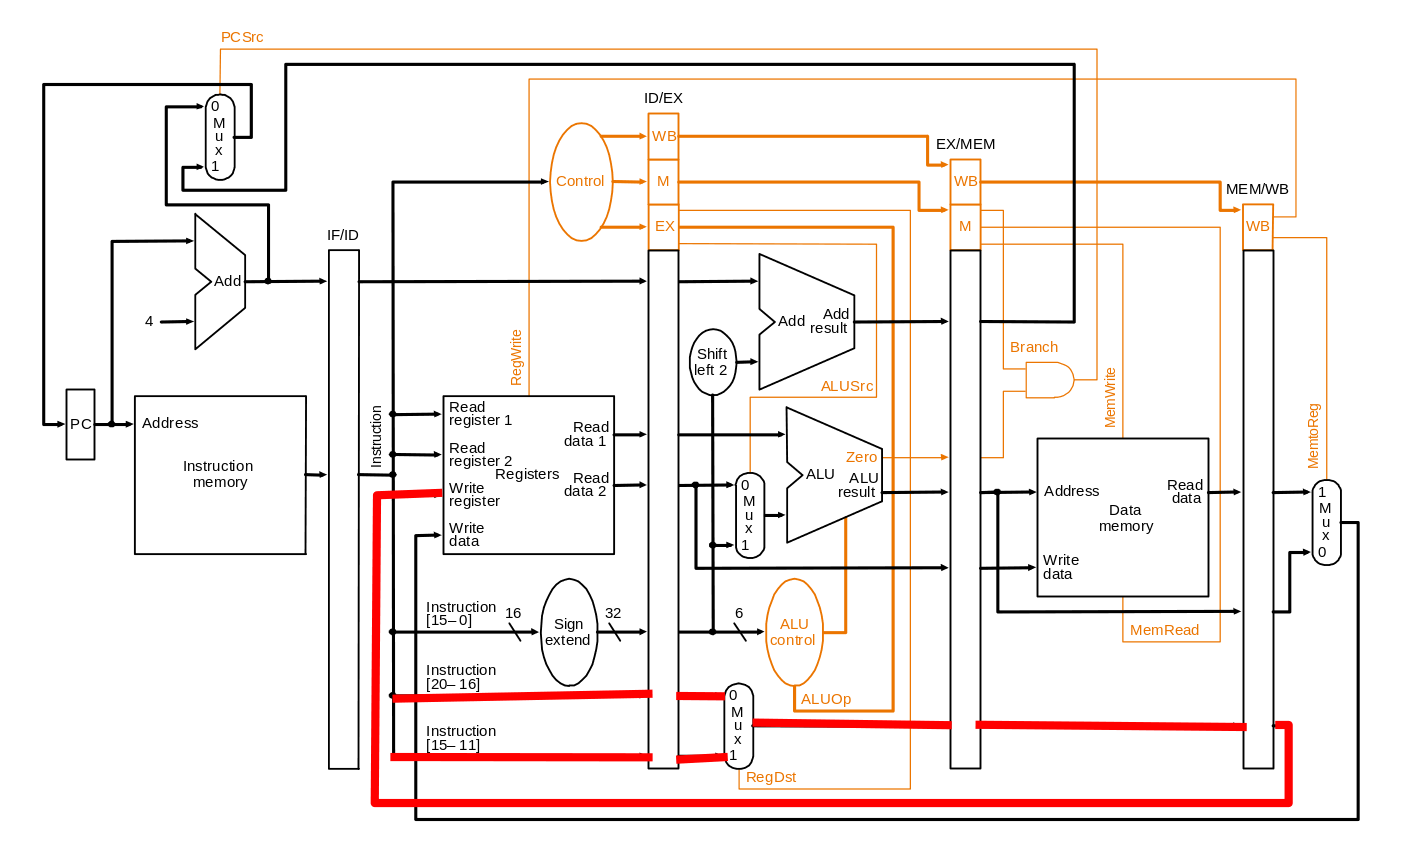 PCSrc
ID/EX
0
M
u
x
1
WB
EX/MEM
Control
M
WB
MEM/WB
IF/ID
EX
M
WB
Add
4
Add
Add
result
Shift
left 2
RegWrite
Branch
ALUSrc
MemWrite
MemtoReg
PC
Address
Instruction
memory
Instruction
Read
register 1
Read
register 2
Write
register
Write
data
Registers
Read
data 1
Read
data 2
Zero
ALU
ALU
result
0
M
u
x
1
Address
Read
data
Data
memory
Write
data
1
M
u
x
0
Instruction
[15– 0]
16
Sign
extend
32
6
ALU
control
MemRead
Instruction
[20– 16]
ALUOp
0
M
u
x
1
Instruction
[15– 11]
RegDst